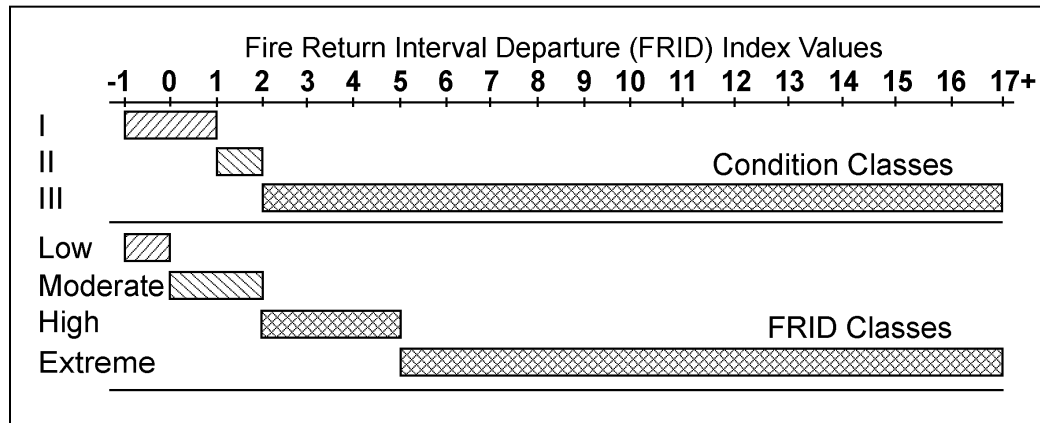 Fire Return Interval Departure (FRID) Index Values
-1 0 1 2 3 4 5 6 7 8 9 10 11 12 13 14 15 16 17+
I
II
Condition Classes
III
Low
Moderate
High
FRID Classes
Extreme